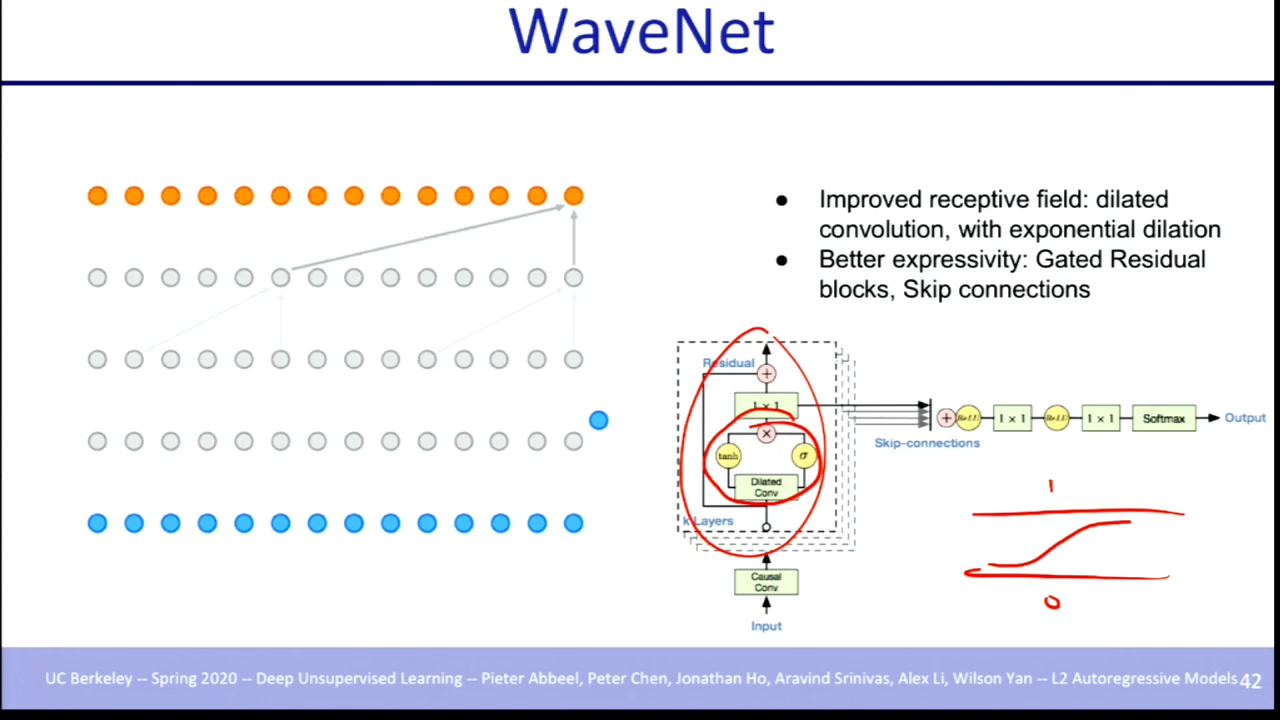 WaveNet
● Improved receptive field: dilated
convolution, with exponential dilation
● Better expressivity: Gated Residual
blocks, Skip connections
Residual
+
1 × 1
×
tanh
σ
Dilated
Conv
k Layers
Causal
Conv
Input
+
ReLU
1 × 1
ReLU
1 × 1
Softmax
Output
Skip-connections
1
0
UC Berkeley -- Spring 2020 -- Deep Unsupervised Learning -- Pieter Abbeel, Peter Chen, Jonathan Ho, Aravind Srinivas, Alex Li, Wilson Yan -- L2 Autoregressive Models 42